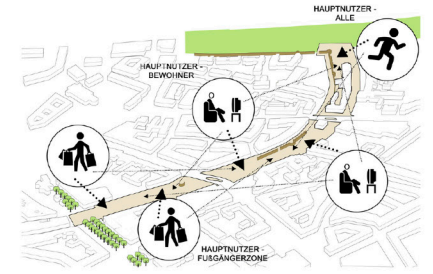 HAUPTNUTZER -
ALLE
HAUPTNUTZER -
BEWOHNER
HAUPTNUTZER
FUßGÄNGERZONE